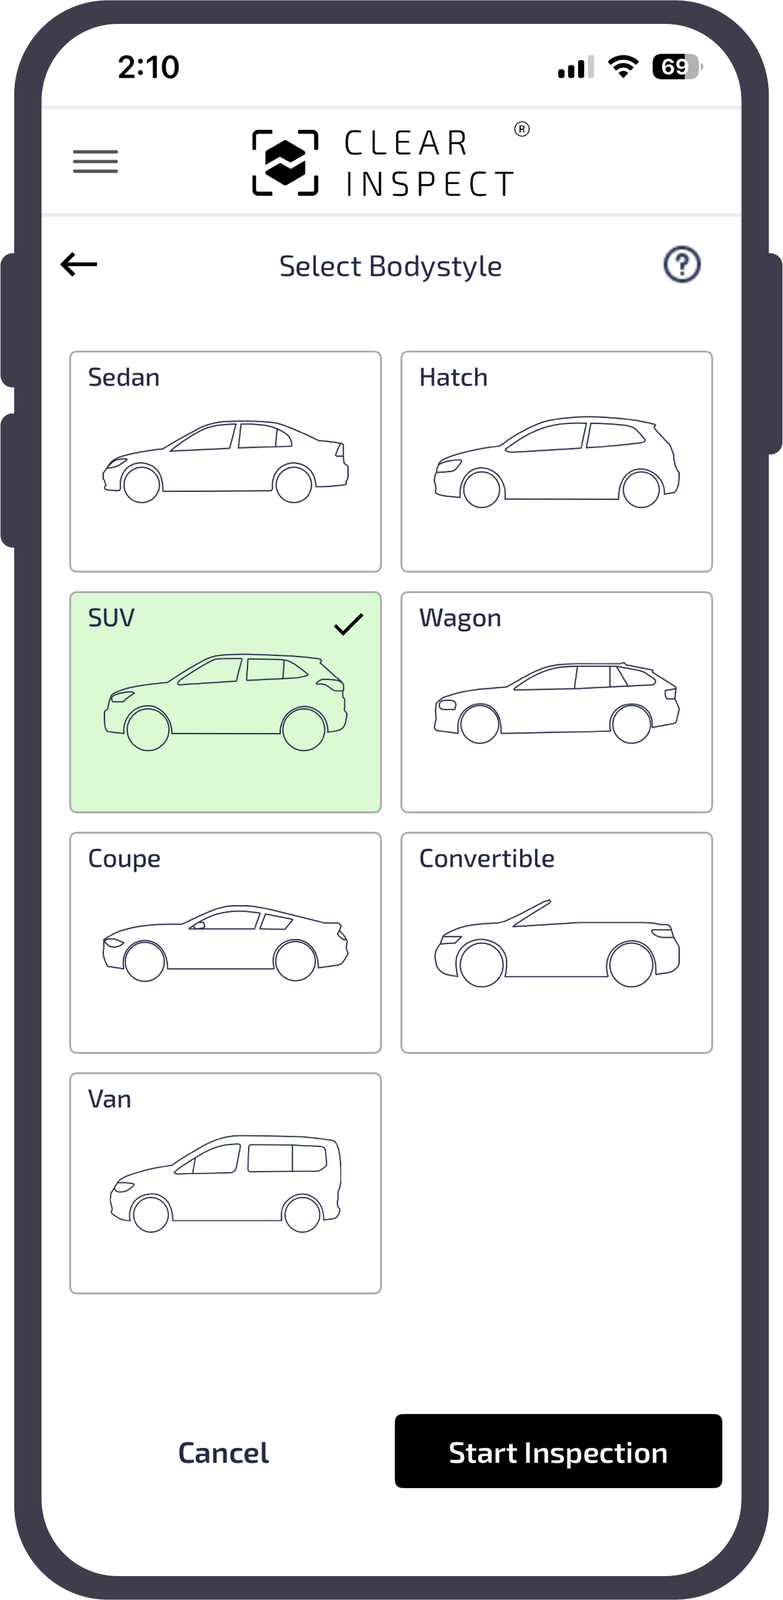 2:10
69
CLEAR ®
INSPECT
Select Bodystyle
?
Sedan
Hatch
SUV
Wagon
Coupe
Convertible
Van
Cancel
Start Inspection